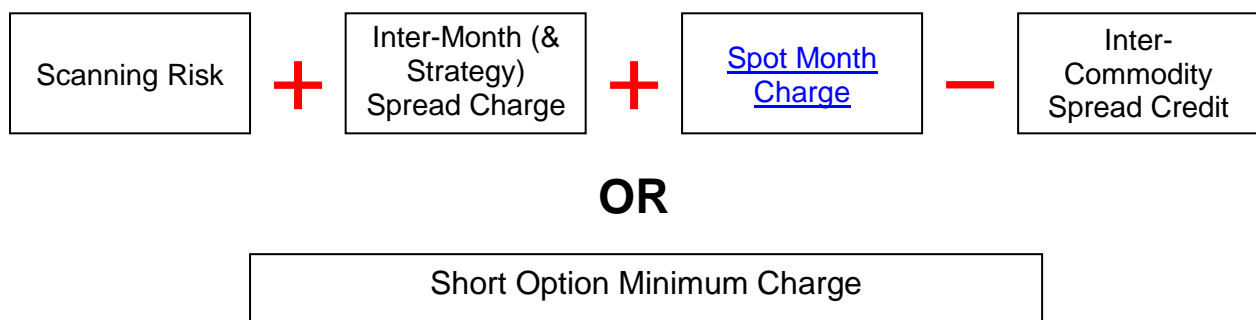 Scanning Risk
+
Inter-Month (&
Strategy)
Spread Charge
+
Spot Month
Charge
−
Inter-
Commodity
Spread Credit
OR
Short Option Minimum Charge